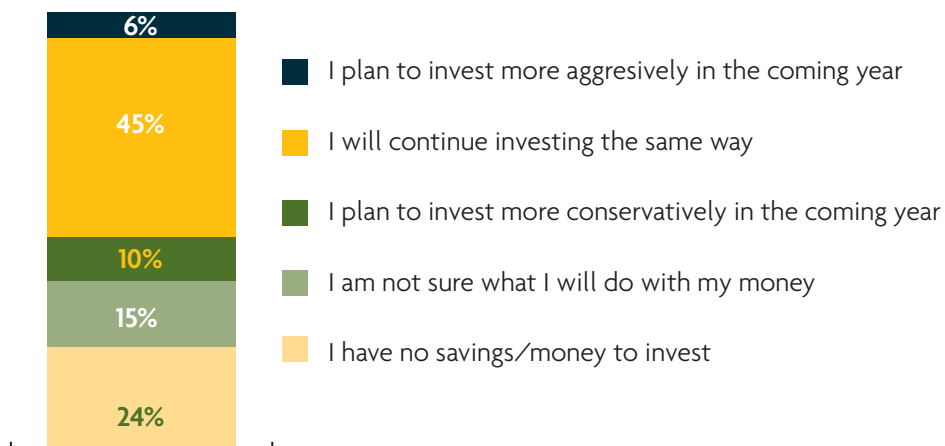 6%
45%
10%
15%
24%
I plan to invest more aggresively in the coming year
I will continue investing the same way
I plan to invest more conservatively in the coming year
I am not sure what I will do with my money
I have no savings/money to invest